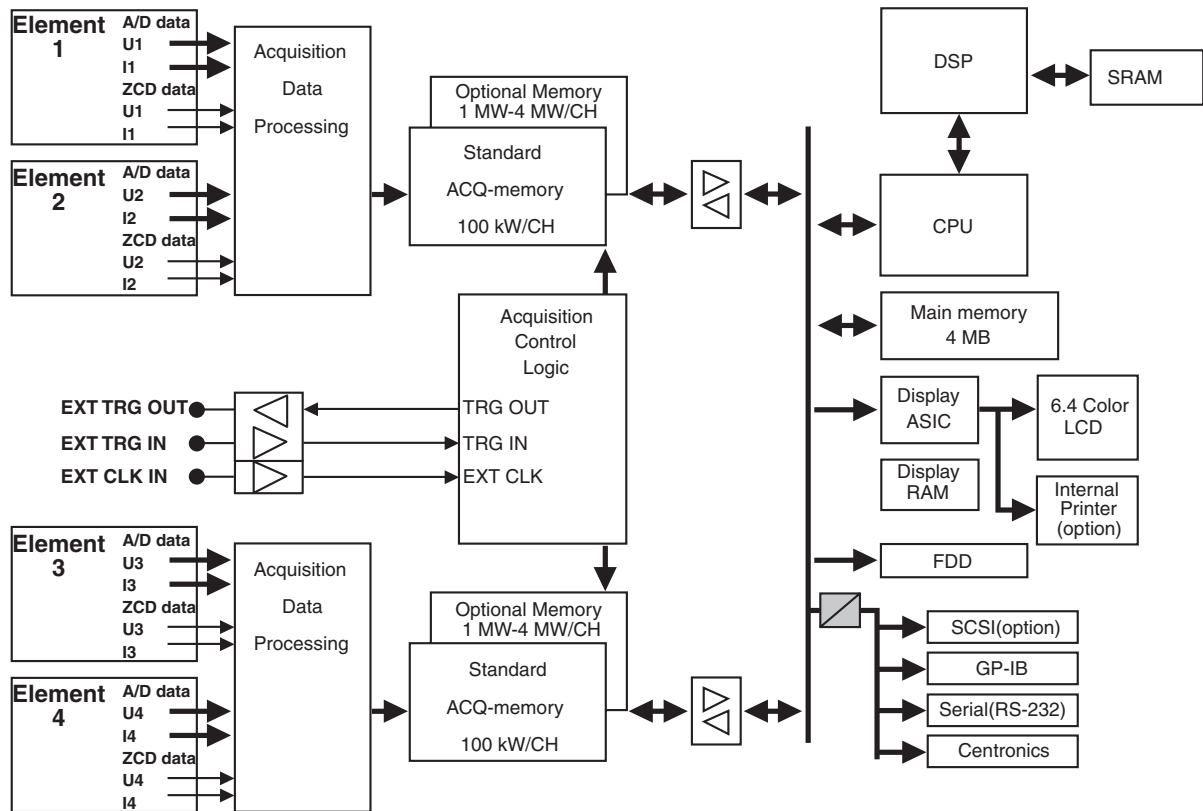 Element
1
A/D data
U1
I1
ZCD data
U1
I1
Element
2
A/D data
U2
I2
ZCD data
U2
I2
Acquisition
Data
Processing
Optional Memory
1 MW-4 MW/CH
Standard
ACQ-memory
100 kW/CH
Acquisition
Control
Logic
TRG OUT
TRG IN
EXT CLK
EXT TRG OUT
EXT TRG IN
EXT CLK IN
Element
3
A/D data
U3
I3
ZCD data
U3
I3
Element
4
A/D data
U4
I4
ZCD data
U4
I4
Acquisition
Data
Processing
Optional Memory
1 MW-4 MW/CH
Standard
ACQ-memory
100 kW/CH
DSP
SRAM
CPU
Main memory
4 MB
Display
ASIC
6.4 Color
LCD
Display
RAM
Internal
Printer
(option)
FDD
SCSI(option)
GP-IB
Serial(RS-232)
Centronics